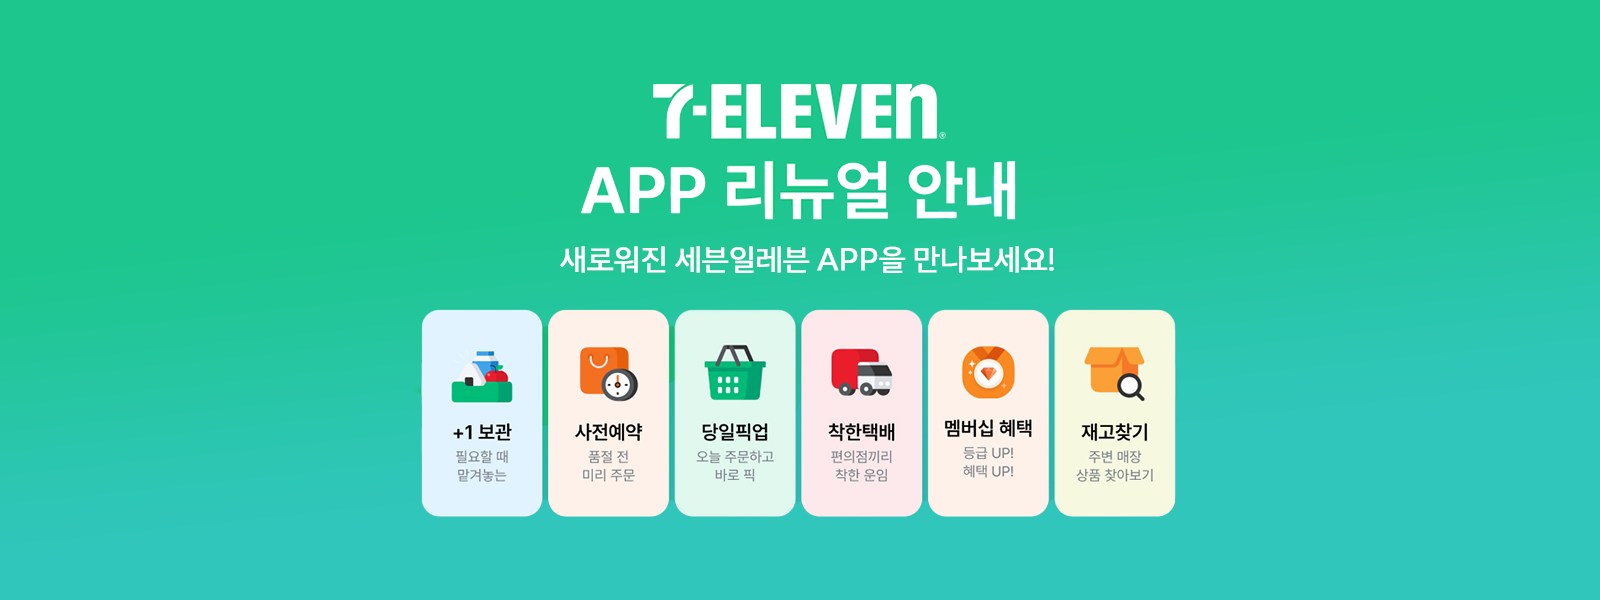 7-ELEVEN®
APP 리뉴얼 안내
새로워진 세븐일레븐 APP을 만나보세요!
+1 보관
필요할 때
맡겨놓는
사전예약
품절 전
미리 주문
당일픽업
오늘 주문하고
바로 픽
착한택배
편의점끼리
착한 운임
멤버십 혜택
등급 UP!
혜택 UP!
재고찾기
주변 매장
상품 찾아보기